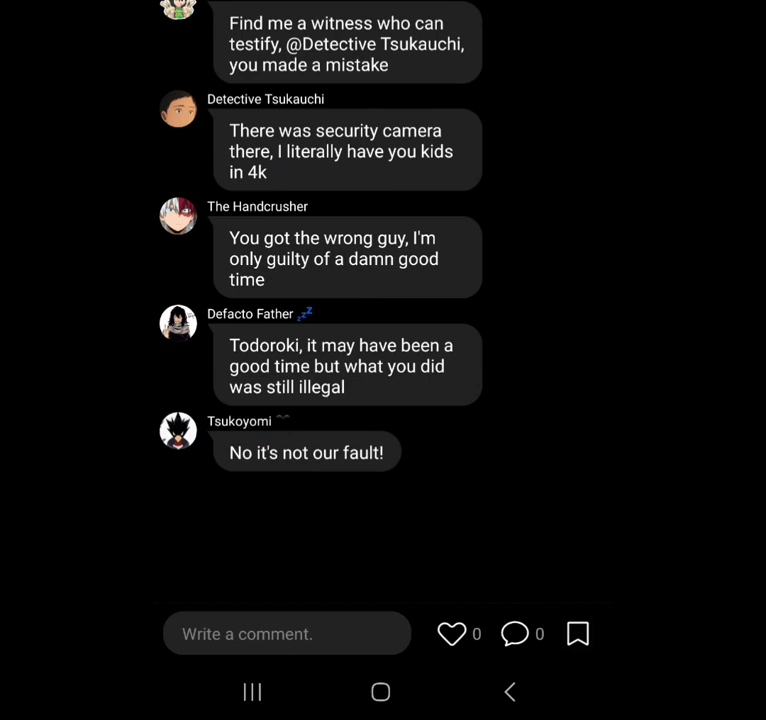 Find me a witness who can
testify, @Detective Tsukauchi,
you made a mistake
Detective Tsukauchi
There was security camera
there, I literally have you kids
in 4k
The Handcrusher
You got the wrong guy, I'm
only guilty of a damn good
time
Defacto Father 💤
Todoroki, it may have been a
good time but what you did
was still illegal
Tsukoyomi
No it's not our fault!
Write a comment.
0
0